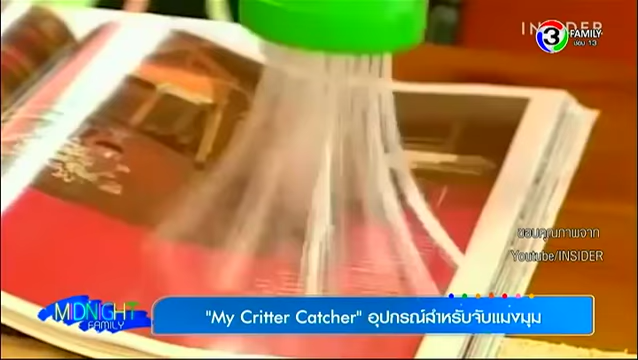 INSIDER
3 FAMILY
ช่อง 13
ขอบคุณภาพจาก
Youtube/INSIDER
"My Critter Catcher" อุปกรณ์สำหรับจับแมงมุม
MIDNIGHT
FAMILY